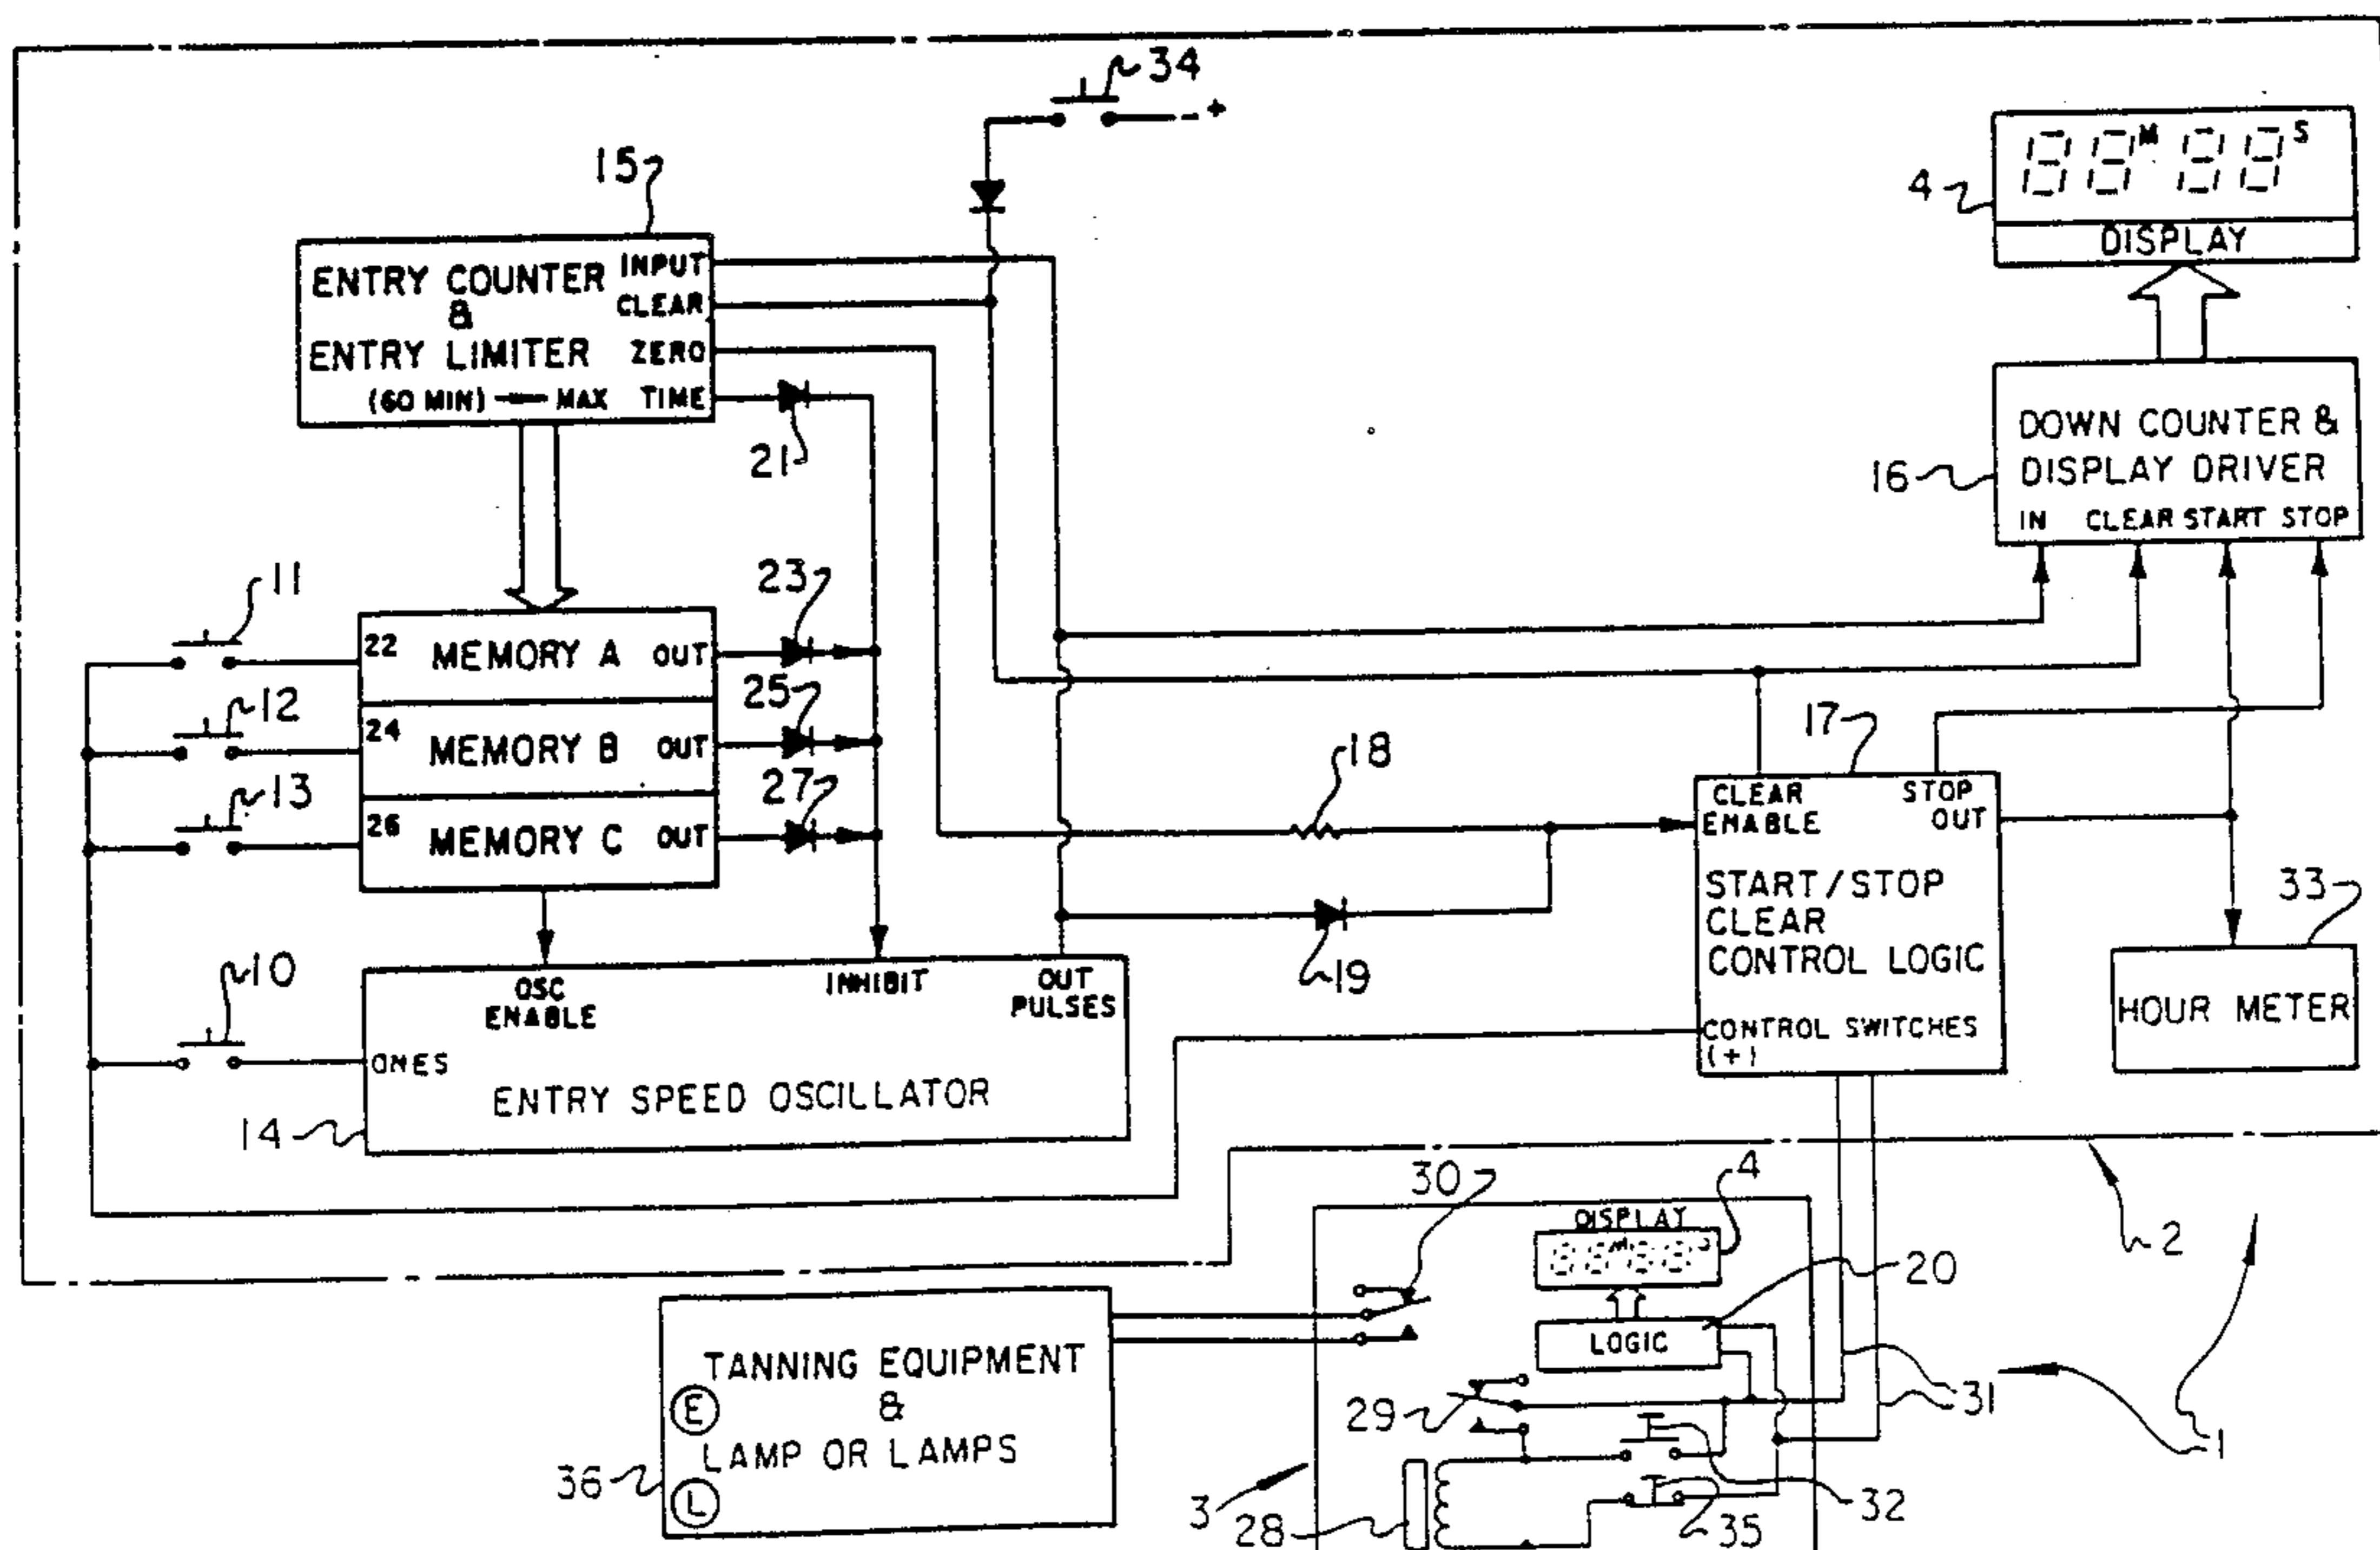 34
+
15
ENTRY COUNTER
&
ENTRY LIMITER
(60 MIN) — MAX TIME
INPUT
CLEAR
ZERO
21
M S
4
DISPLAY
DOWN COUNTER &
DISPLAY DRIVER
16
IN CLEAR START STOP
11
23
22 MEMORY A OUT
12
25
24 MEMORY B OUT
13
27
26 MEMORY C OUT
18
17
CLEAR
ENABLE
STOP
OUT
START/STOP
CLEAR
CONTROL LOGIC
CONTROL SWITCHES
(+)
33
HOUR METER
19
10
OSC
ENABLE
INHIBIT
OUT
PULSES
ONES
ENTRY SPEED OSCILLATOR
14
30
4
2
DISPLAY
M S
20
LOGIC
TANNING EQUIPMENT
E &
LAMP OR LAMPS
L
36
29
31
1
3
28
32
35